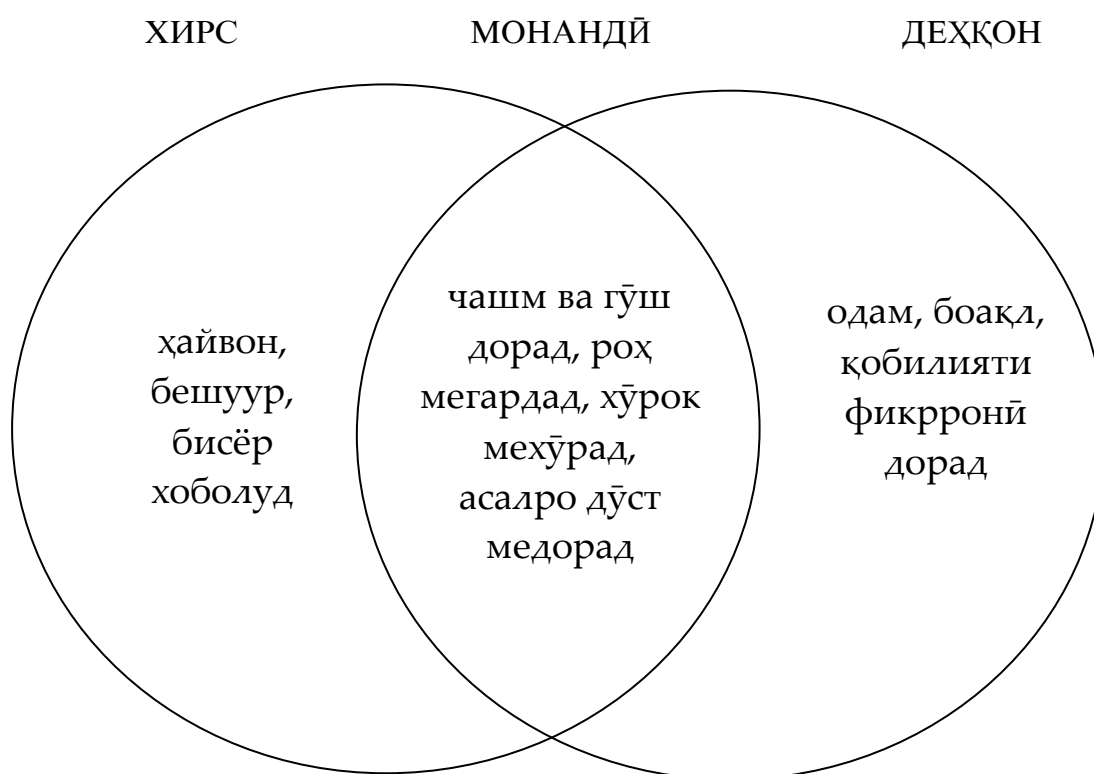 ХИРС
МОНАНДӢ
ДЕҲҚОН
ҳайвон,
бешуур,
бисёр
хоболуд
чашм ва гӯш
дорад, роҳ
мегардад, хӯрок
мехӯрад,
асалро дӯст
медорад
одам, боақл,
қобилияти
фикрронӣ
дорад